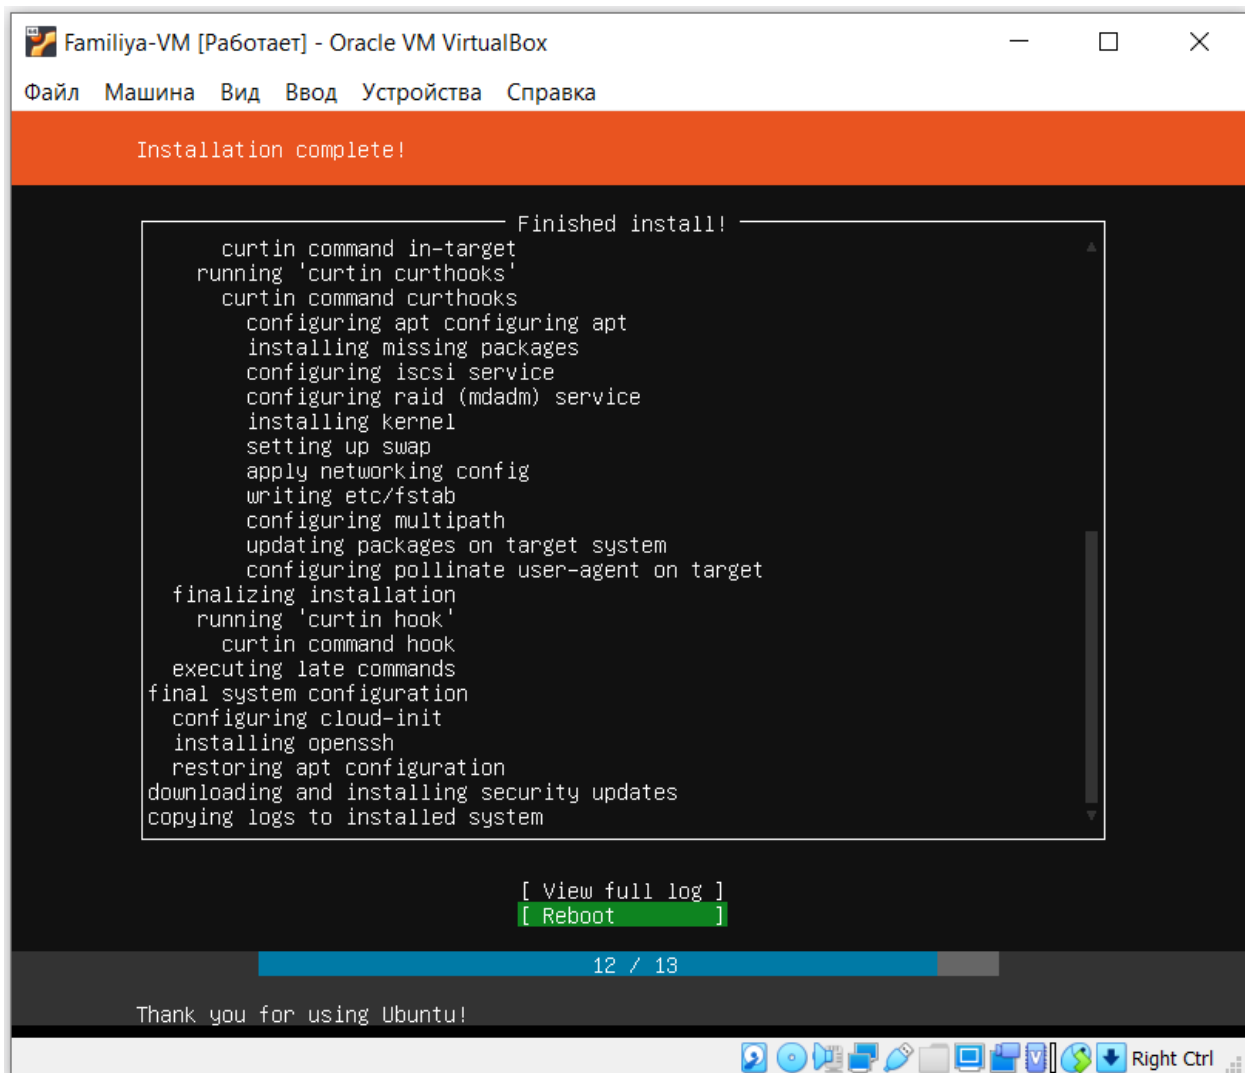 Familiya-VM [Работает] - Oracle VM VirtualBox
Файл Машина Вид Ввод Устройства Справка
Installation complete!
Finished install!
curtin command in-target
running 'curtin curthooks'
curtin command curthooks
configuring apt configuring apt
installing missing packages
configuring iscsi service
configuring raid (mdadm) service
installing kernel
setting up swap
apply networking config
writing etc/fstab
configuring multipath
updating packages on target system
configuring pollinate user-agent on target
finalizing installation
running 'curtin hook'
curtin command hook
executing late commands
final system configuration
configuring cloud-init
installing openssh
restoring apt configuration
downloading and installing security updates
copying logs to installed system
[ View full log ]
[ Reboot ]
12 / 13
Thank you for using Ubuntu!
Right Ctrl